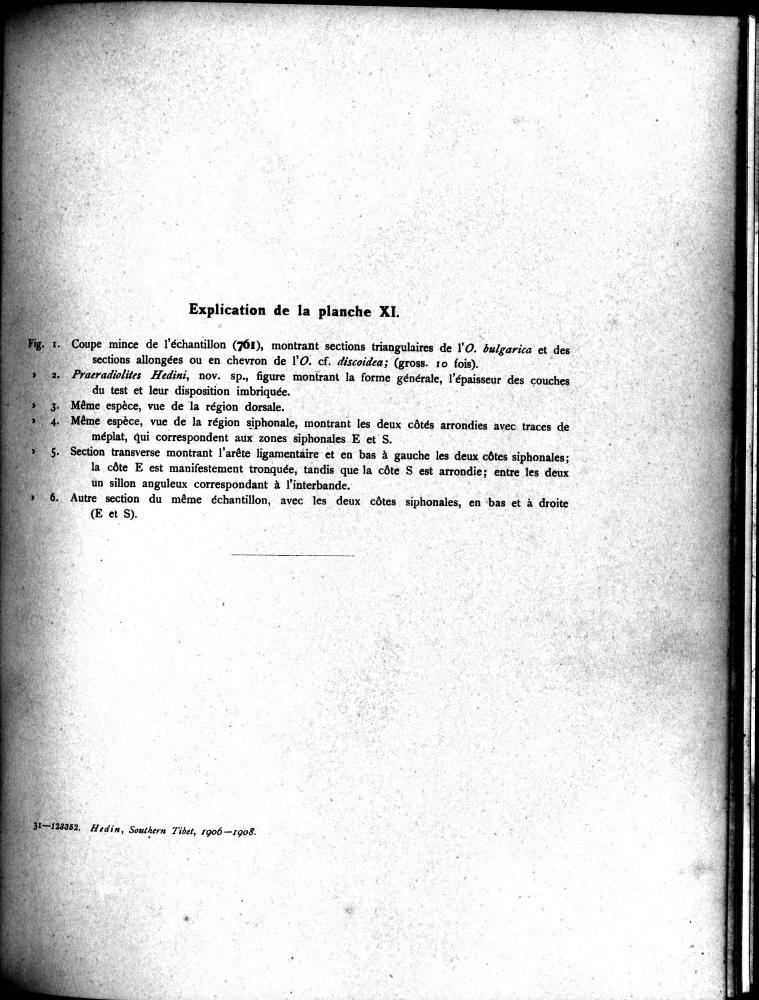 Explication de la planche XI.
Fig. 1. Coupe mince de l'échantillon (761), montrant sections triangulaires de l'O. bulgarica et des
sections allongées ou en chevron de l'O. cf. discoidea; (gross. 10 fois).
› 2. Praeradiolites Hedini, nov. sp., figure montrant la forme générale, l'épaisseur des couches
du test et leur disposition imbriquée.
› 3. Même espèce, vue de la région dorsale.
› 4. Même espèce, vue de la région siphonale, montrant les deux côtés arrondies avec traces de
méplat, qui correspondent aux zones siphonales E et S.
› 5. Section transverse montrant l'arête ligamentaire et en bas à gauche les deux côtes siphonales;
la côte E est manifestement tronquée, tandis que la côte S est arrondie; entre les deux
un sillon anguleux correspondant à l'interbande.
› 6. Autre section du même échantillon, avec les deux côtes siphonales, en bas et à droite
(E et S).
31—123352. Hedin, Southern Tibet, 1906—1908.